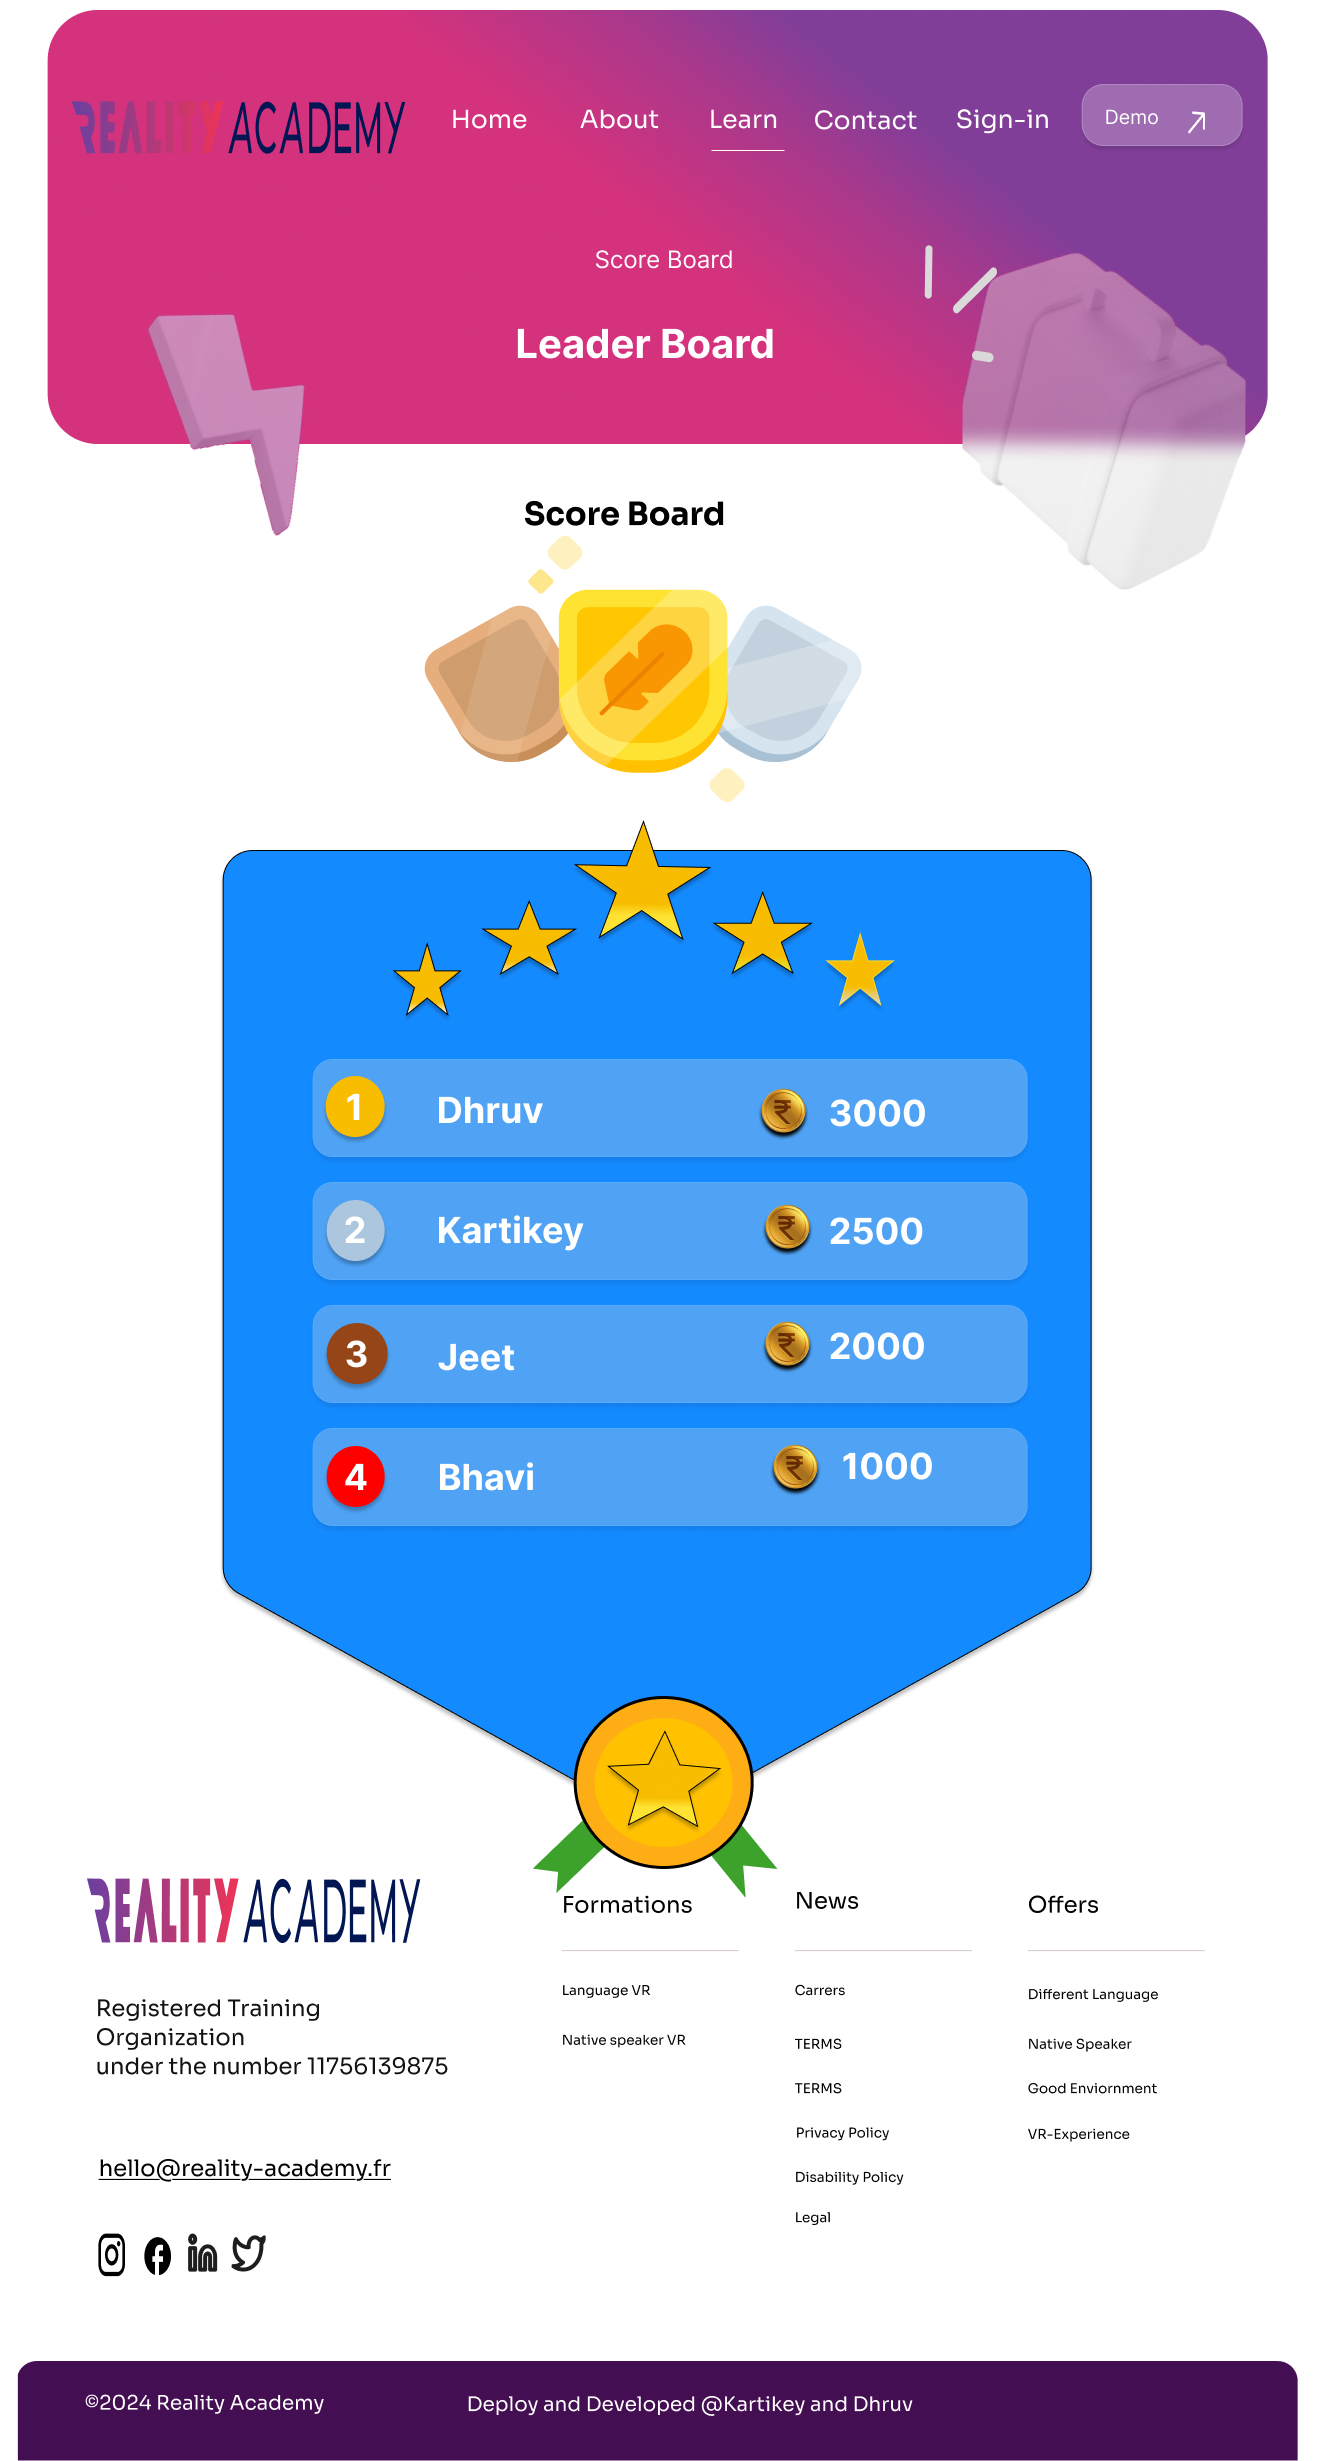 REALITY ACADEMY
Home About Learn Contact Sign-in Demo
Score Board
Leader Board
Score Board
1 Dhruv ₹ 3000
2 Kartikey ₹ 2500
3 Jeet ₹ 2000
4 Bhavi ₹ 1000
REALITY ACADEMY
Registered Training
Organization
under the number 11756139875
hello@reality-academy.fr
Formations
Language VR
Native speaker VR
News
Carrers
TERMS
TERMS
Privacy Policy
Disability Policy
Legal
Offers
Different Language
Native Speaker
Good Enviornment
VR-Experience
©2024 Reality Academy
Deploy and Developed @Kartikey and Dhruv